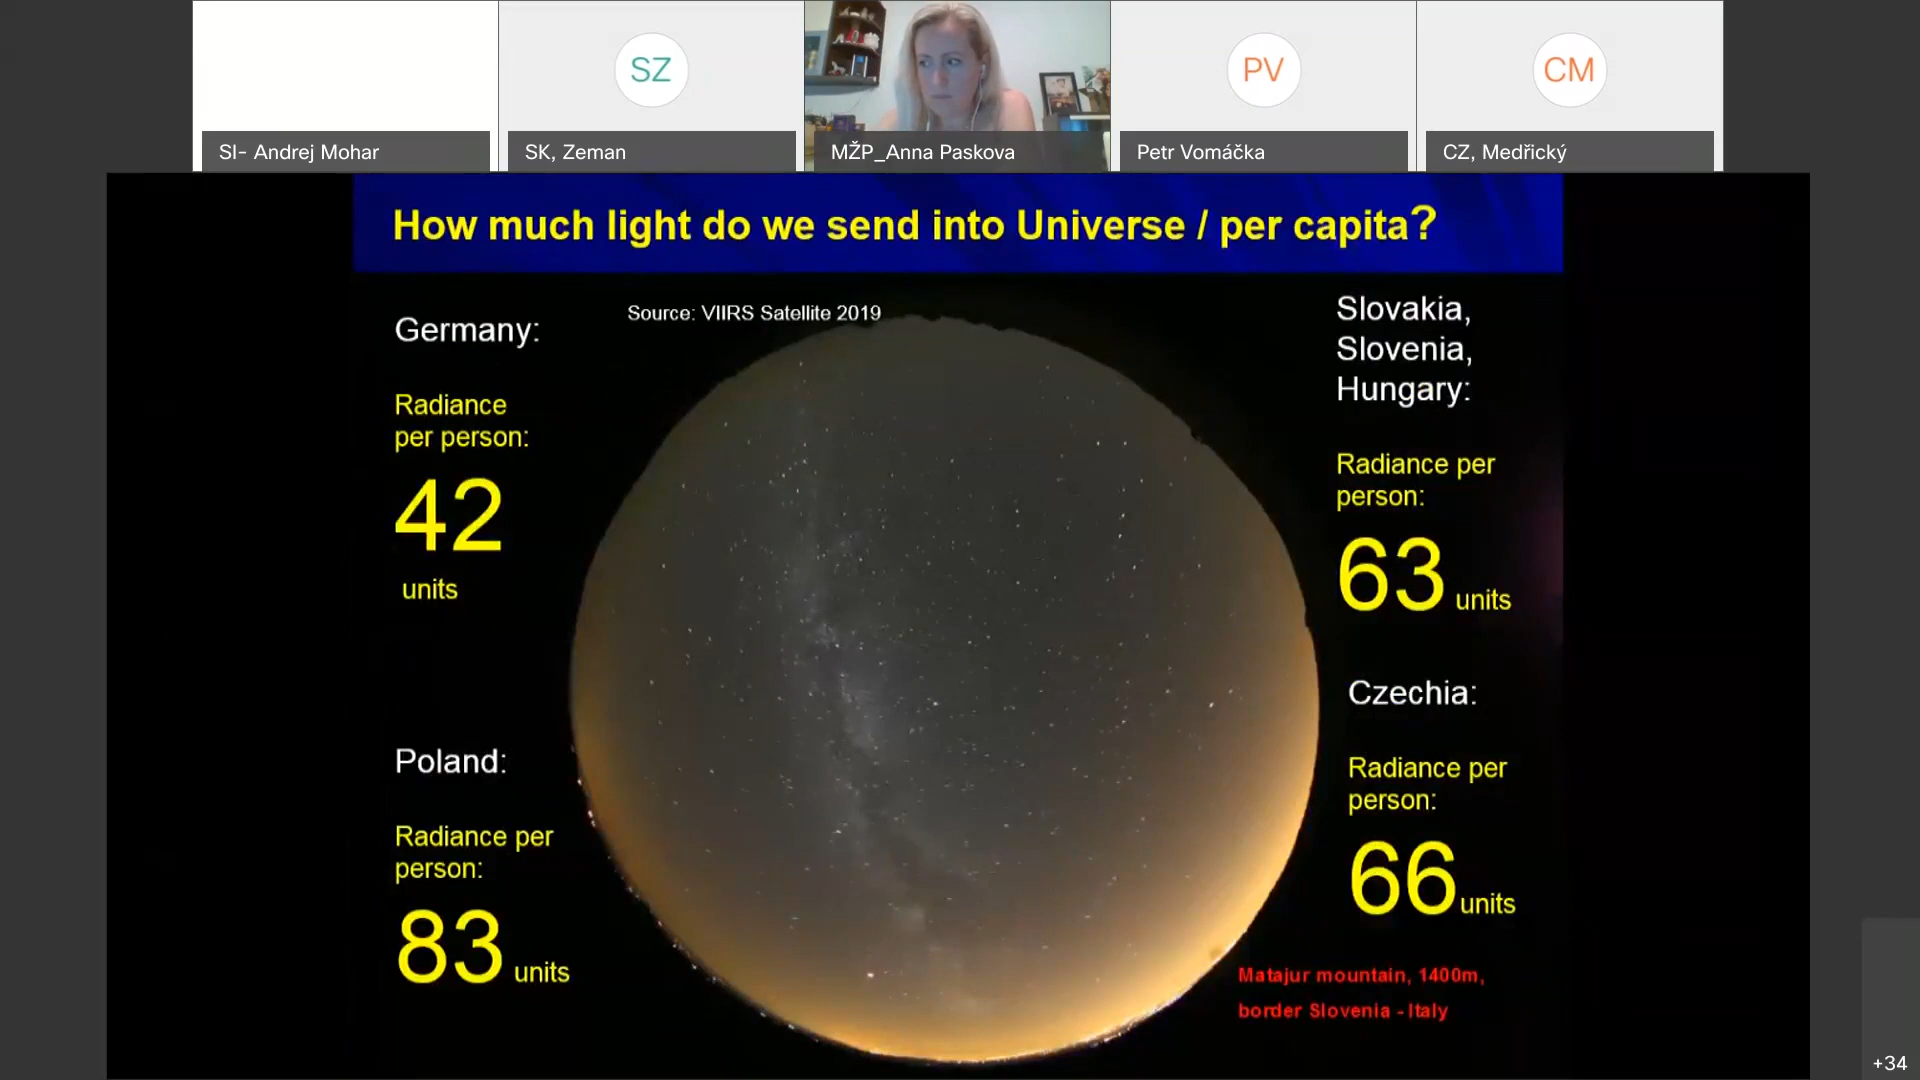 SI- Andrej Mohar
SZ
SK, Zeman
MŽP_Anna Paskova
PV
Petr Vomáčka
CM
CZ, Medřický
How much light do we send into Universe / per capita?
Source: VIIRS Satellite 2019
Germany:
Radiance
per person:
42
units
Poland:
Radiance per
person:
83 units
Slovakia,
Slovenia,
Hungary:
Radiance per
person:
63 units
Czechia:
Radiance per
person:
66 units
Matajur mountain, 1400m,
border Slovenia - Italy
+34